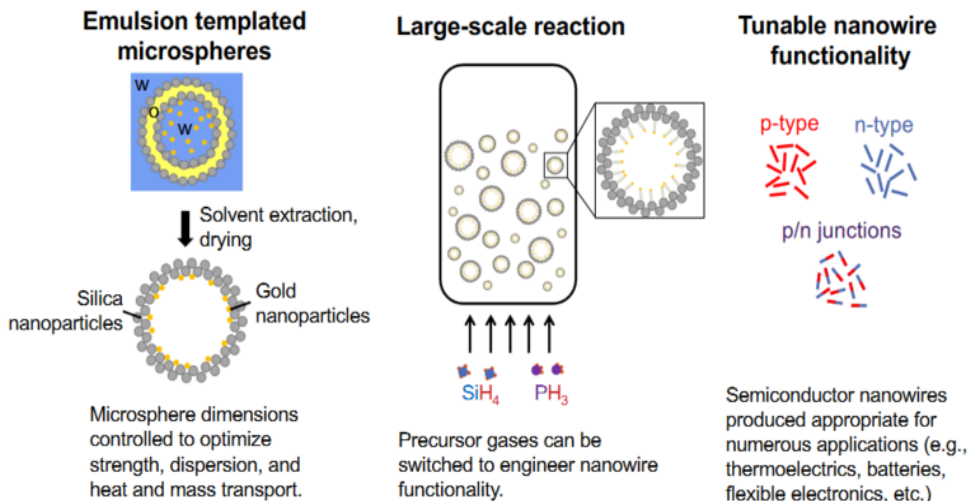 Emulsion templated
microspheres
W
O
W
Solvent extraction,
drying
Silica
nanoparticles
Gold
nanoparticles
Microsphere dimensions
controlled to optimize
strength, dispersion, and
heat and mass transport.
Large-scale reaction
SiH₄
PH₃
Precursor gases can be
switched to engineer nanowire
functionality.
Tunable nanowire
functionality
p-type
n-type
p/n junctions
Semiconductor nanowires
produced appropriate for
numerous applications (e.g.,
thermoelectrics, batteries,
flexible electronics, etc.)